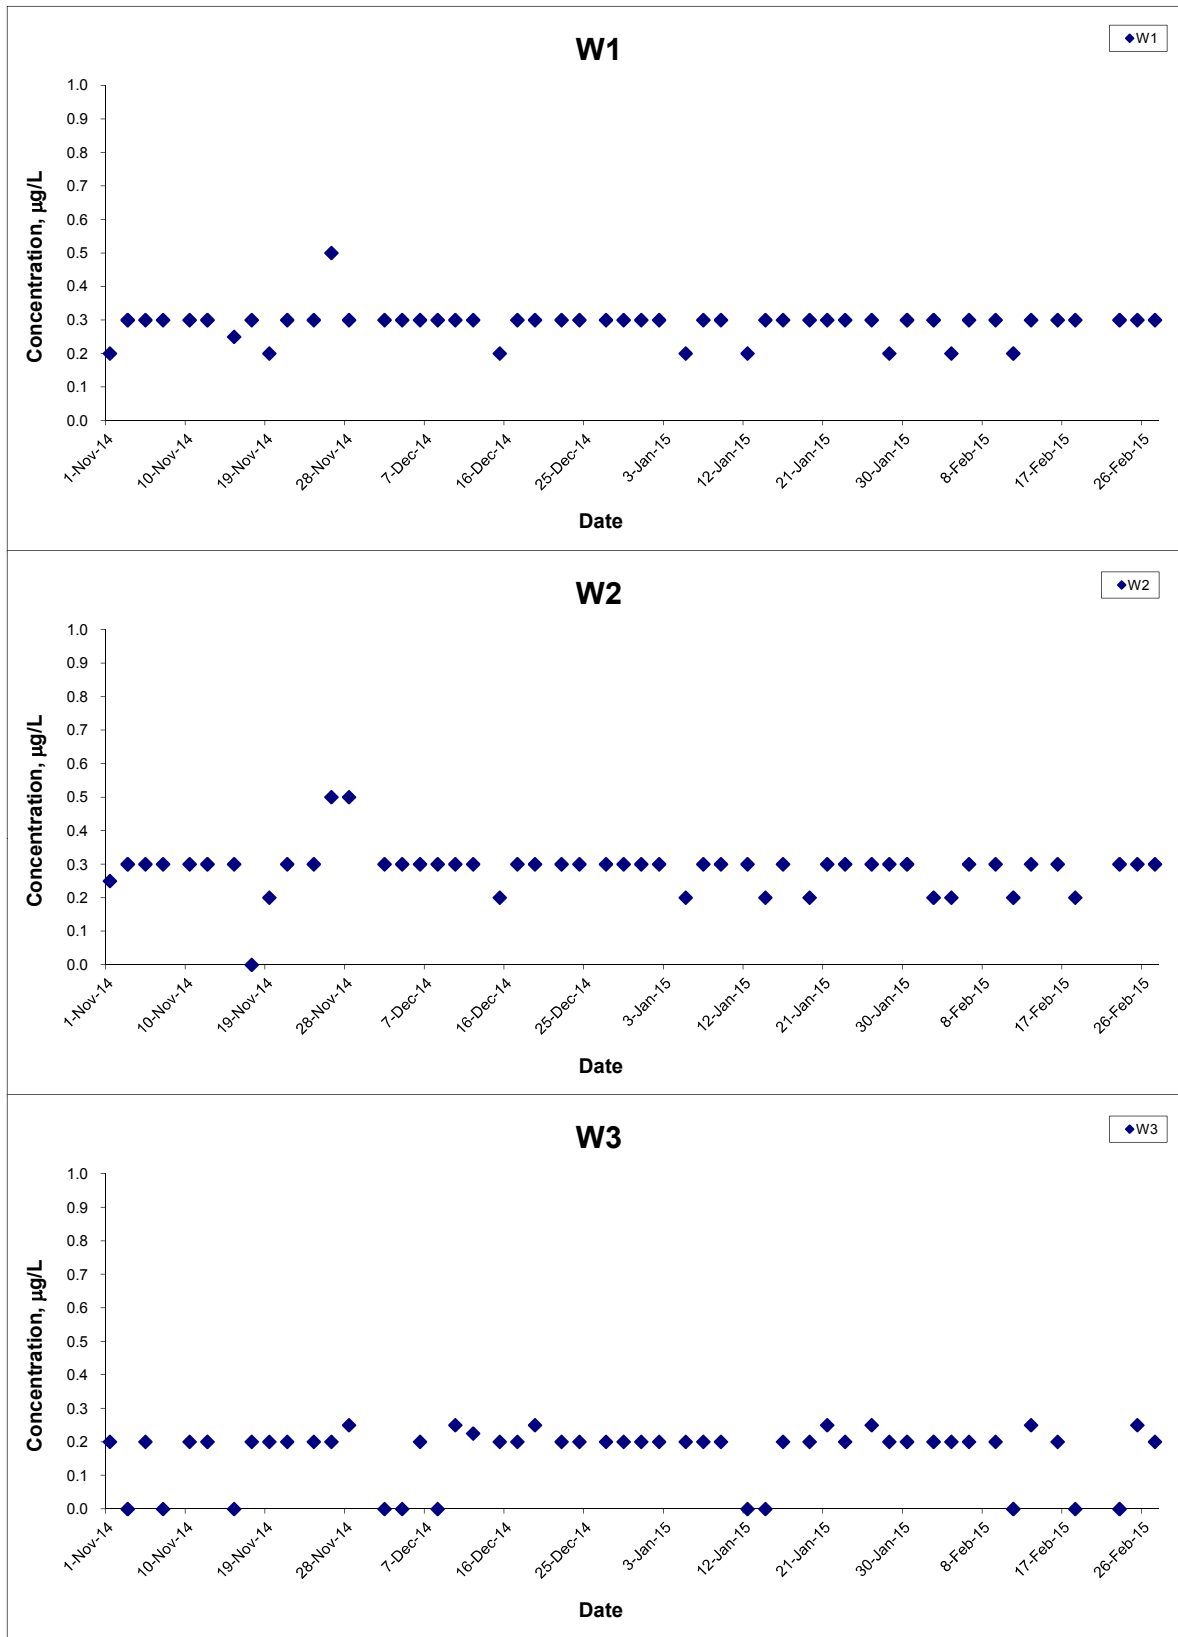 W1
W1
1.0
0.9
0.8
0.7
0.6
0.5
0.4
0.3
0.2
0.1
0.0
Concentration, µg/L
1-Nov-14
10-Nov-14
19-Nov-14
28-Nov-14
7-Dec-14
16-Dec-14
25-Dec-14
3-Jan-15
12-Jan-15
21-Jan-15
30-Jan-15
8-Feb-15
17-Feb-15
26-Feb-15
Date
W2
W2
1.0
0.9
0.8
0.7
0.6
0.5
0.4
0.3
0.2
0.1
0.0
Concentration, µg/L
1-Nov-14
10-Nov-14
19-Nov-14
28-Nov-14
7-Dec-14
16-Dec-14
25-Dec-14
3-Jan-15
12-Jan-15
21-Jan-15
30-Jan-15
8-Feb-15
17-Feb-15
26-Feb-15
Date
W3
W3
1.0
0.9
0.8
0.7
0.6
0.5
0.4
0.3
0.2
0.1
0.0
Concentration, µg/L
1-Nov-14
10-Nov-14
19-Nov-14
28-Nov-14
7-Dec-14
16-Dec-14
25-Dec-14
3-Jan-15
12-Jan-15
21-Jan-15
30-Jan-15
8-Feb-15
17-Feb-15
26-Feb-15
Date